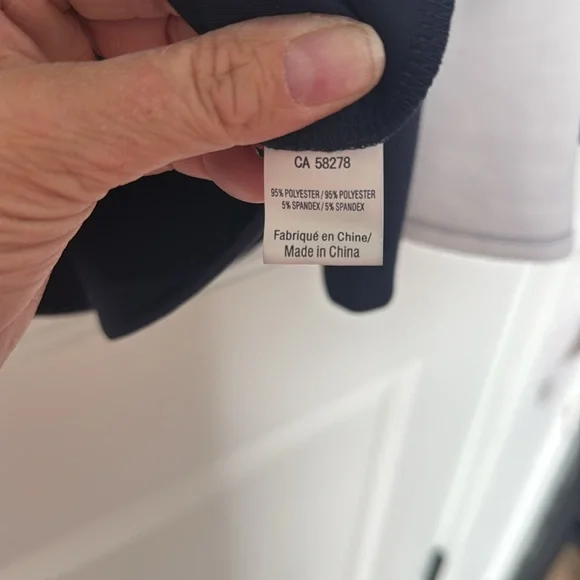 CA 58278
95% POLYESTER/95% POLYESTER
5% SPANDEX/5% SPANDEX
Fabriqué en Chine/
Made in China